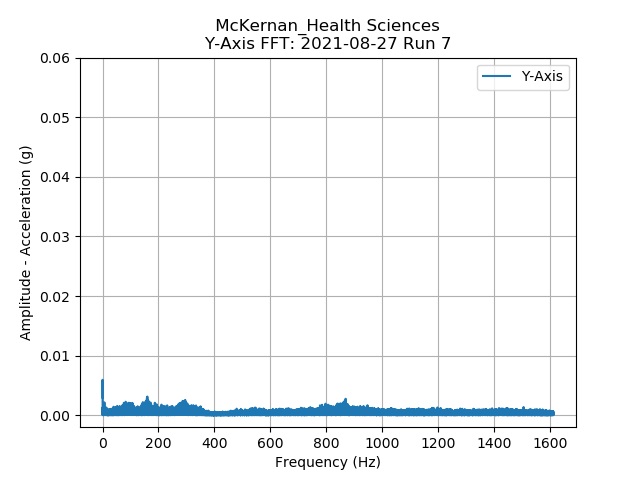 McKernan_Health Sciences
Y-Axis FFT: 2021-08-27 Run 7
Y-Axis
0.06
0.05
0.04
0.03
0.02
0.01
0.00
Amplitude - Acceleration (g)
0 200 400 600 800 1000 1200 1400 1600
Frequency (Hz)